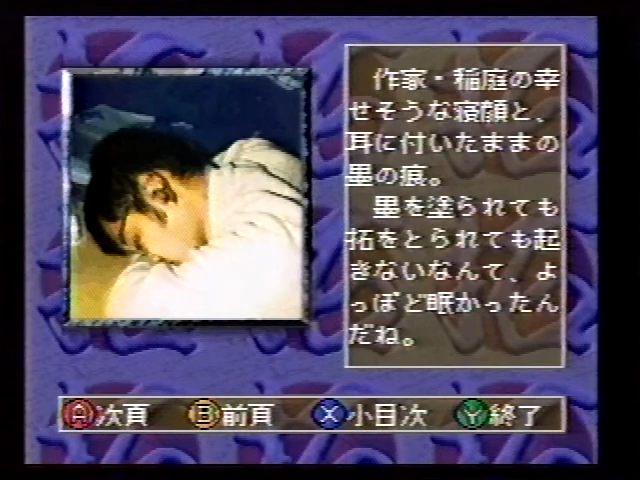 作家・稲庭の幸
せそうな寝顔と、
耳に付いたままの
墨の痕。
　墨を塗られても
拓をとられても起
きないなんて、よ
っぽど眠かったん
だね。
A次頁 B前頁 X小目次 Y終了